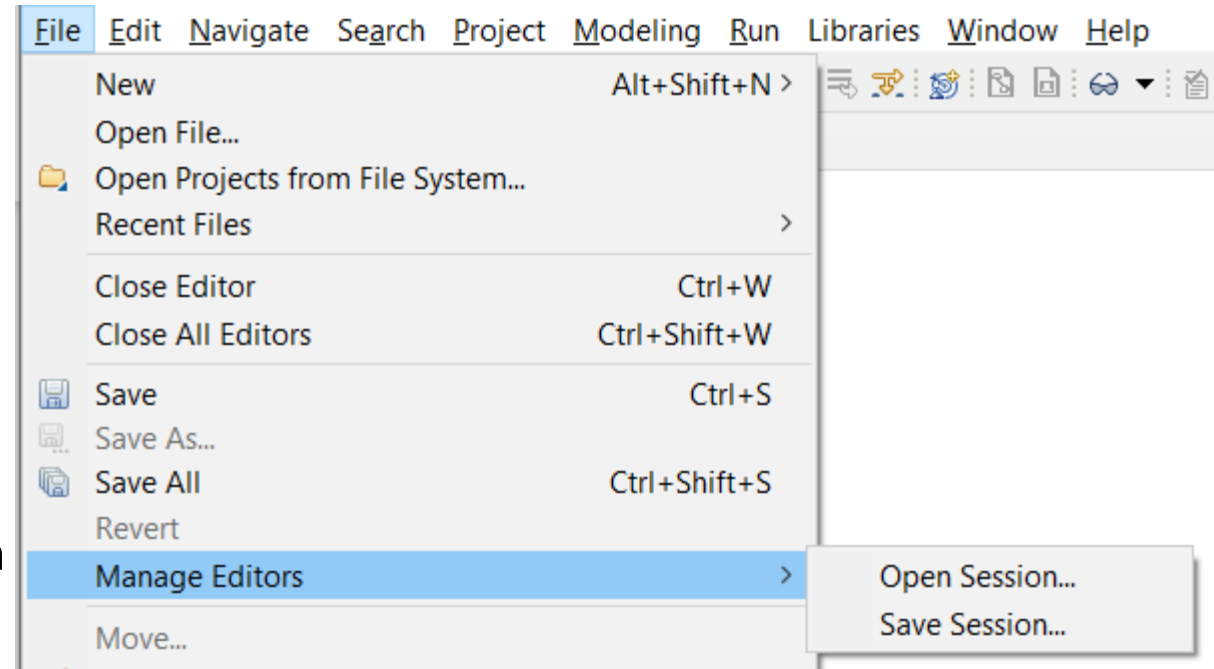 File Edit Navigate Search Project Modeling Run Libraries Window Help
New Alt+Shift+N >
Open File...
Open Projects from File System...
Recent Files >
Close Editor Ctrl+W
Close All Editors Ctrl+Shift+W
Save Ctrl+S
Save As...
Save All Ctrl+Shift+S
Revert
Manage Editors >
Open Session...
Save Session...
Move...